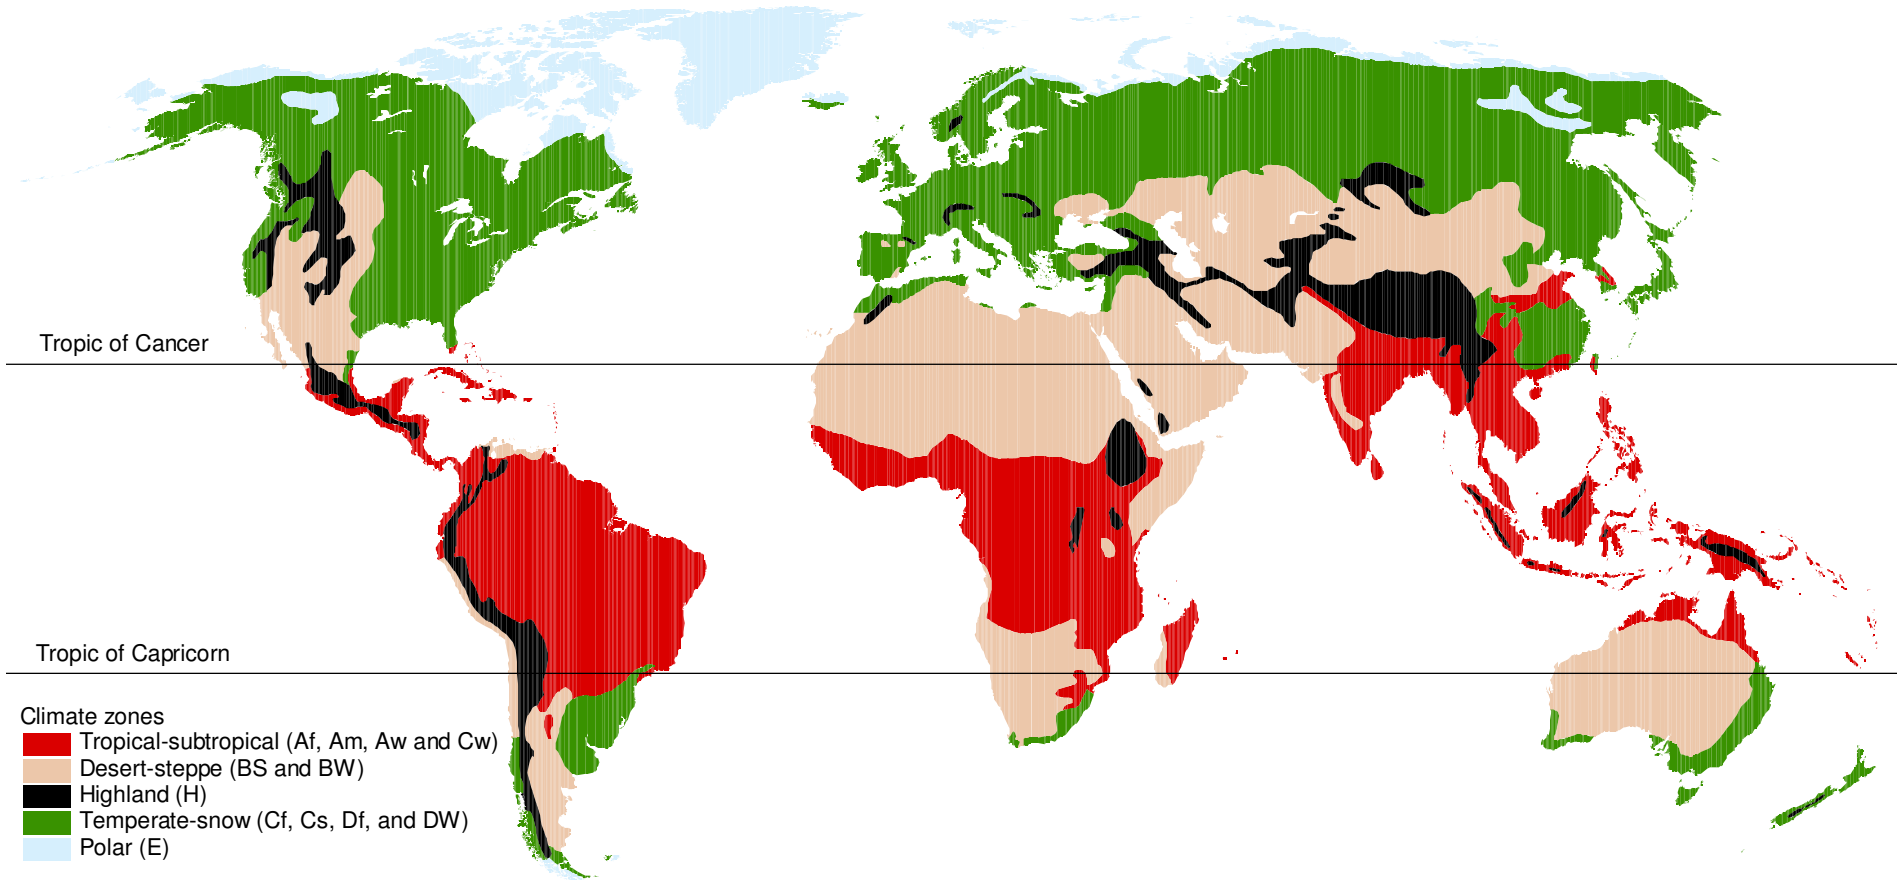 Tropic of Cancer
Tropic of Capricorn
Climate zones
Tropical-subtropical (Af, Am, Aw and Cw)
Desert-steppe (BS and BW)
Highland (H)
Temperate-snow (Cf, Cs, Df, and DW)
Polar (E)